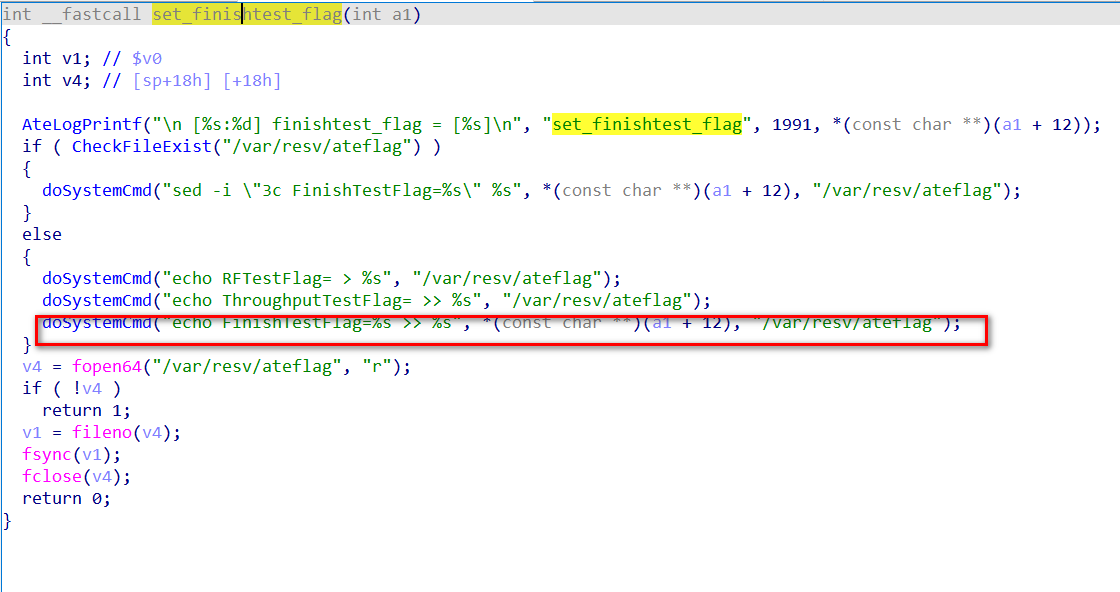 int __fastcall set_finishtest_flag(int a1)
{
int v1; // $v0
int v4; // [sp+18h] [+18h]
AteLogPrintf("\n [%s:%d] finishtest_flag = [%s]\n", "set_finishtest_flag", 1991, *(const char **)(a1 + 12));
if ( CheckFileExist("/var/resv/ateflag") )
{
doSystemCmd("sed -i \"3c FinishTestFlag=%s\" %s", *(const char **)(a1 + 12), "/var/resv/ateflag");
}
else
{
doSystemCmd("echo RFTestFlag= > %s", "/var/resv/ateflag");
doSystemCmd("echo ThroughputTestFlag= >> %s", "/var/resv/ateflag");
doSystemCmd("echo FinishTestFlag=%s >> %s", *(const char **)(a1 + 12), "/var/resv/ateflag");
}
v4 = fopen64("/var/resv/ateflag", "r");
if ( !v4 )
return 1;
v1 = fileno(v4);
fsync(v1);
fclose(v4);
return 0;
}